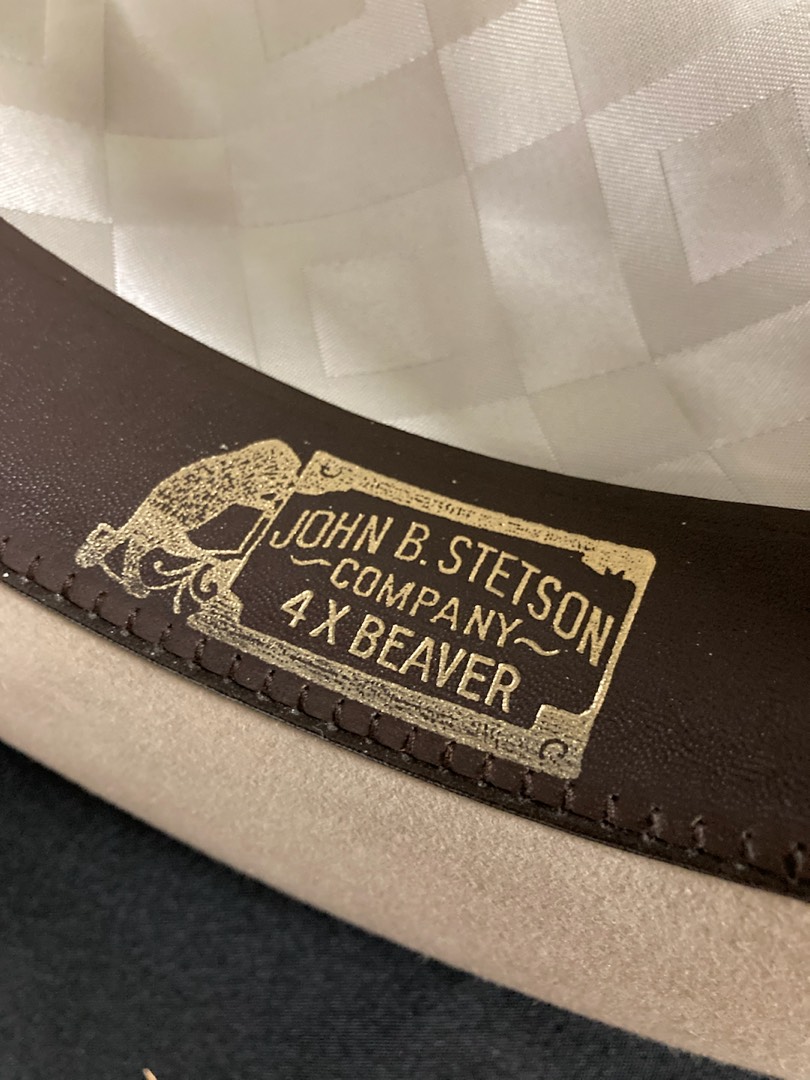 JOHN B. STETSON
~COMPANY~
4 X BEAVER